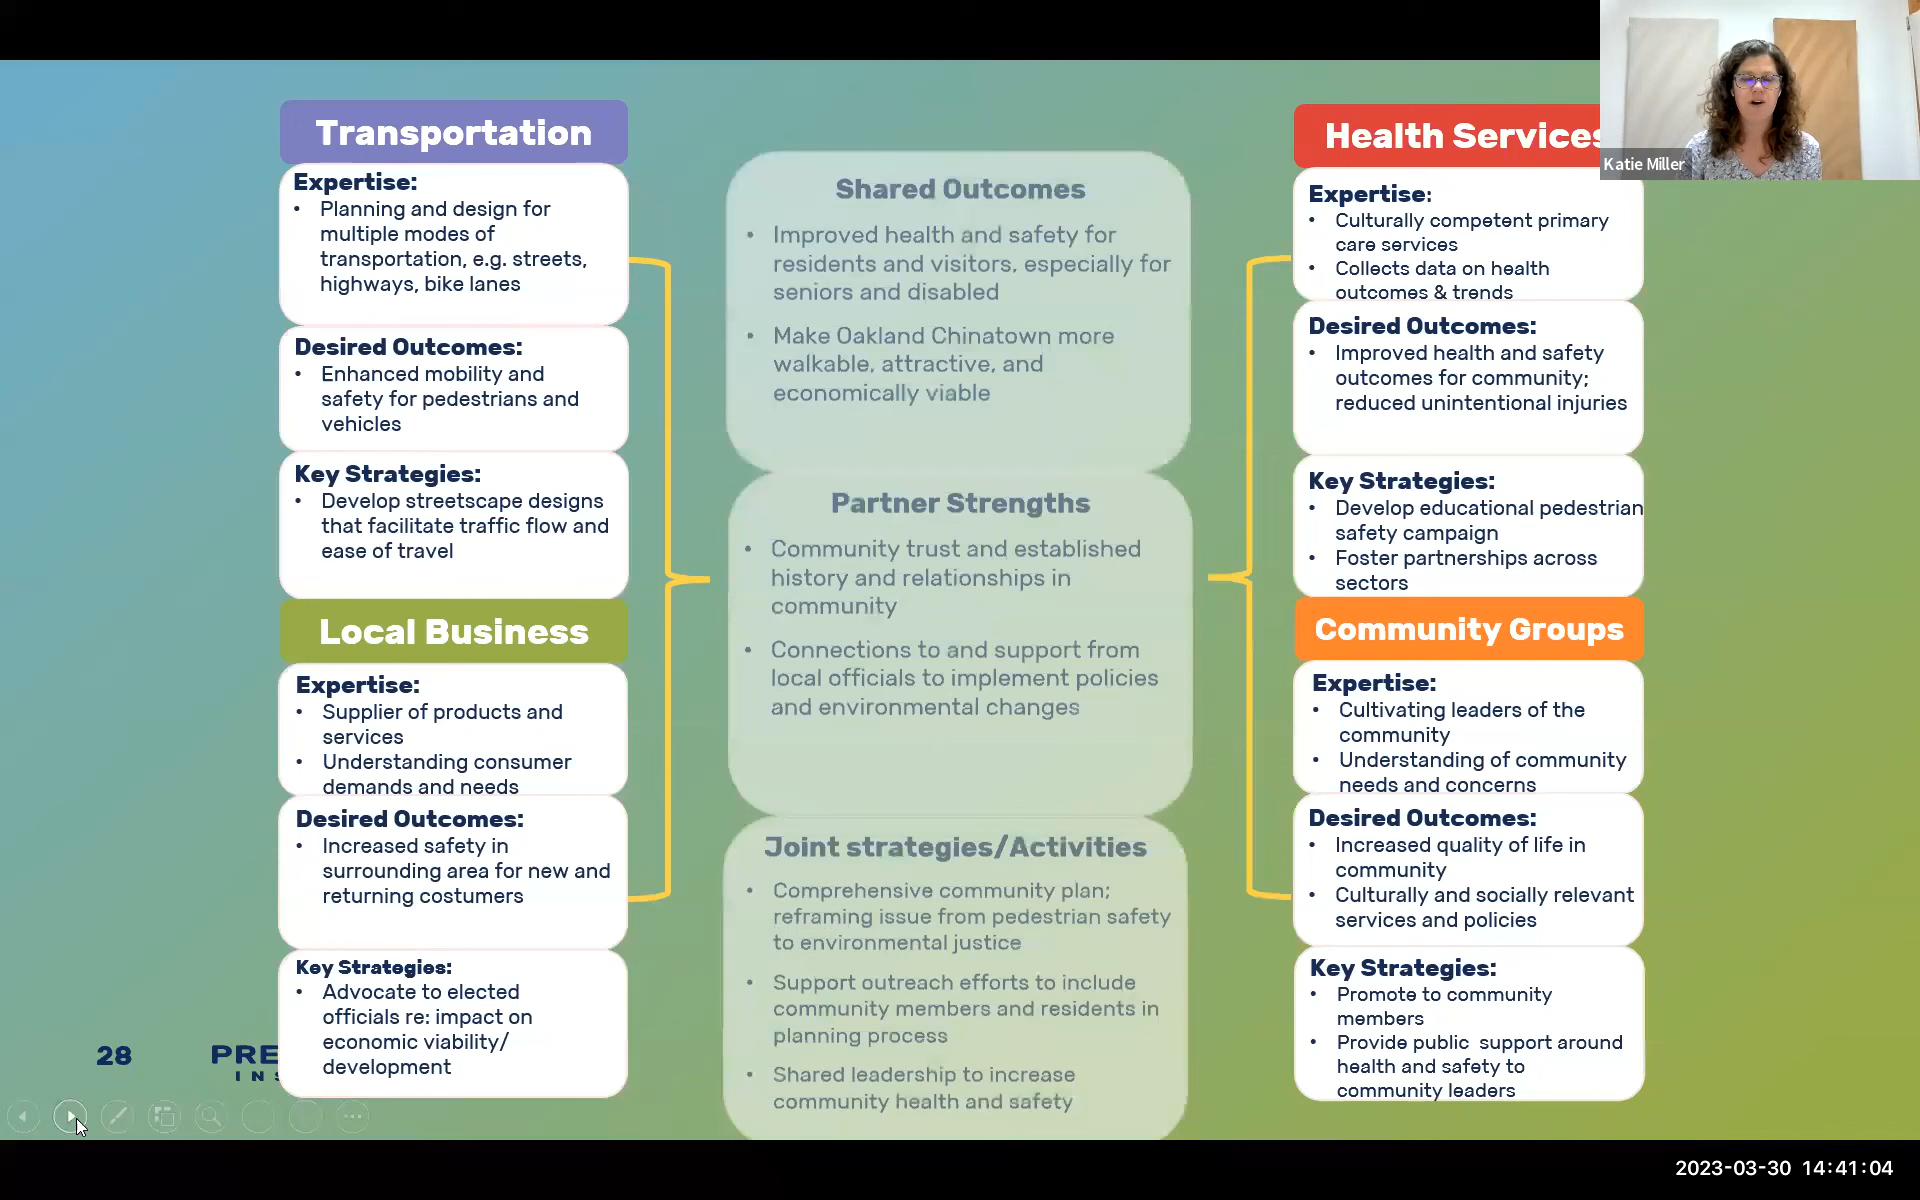 Transportation
Expertise:
• Planning and design for
multiple modes of
transportation, e.g. streets,
highways, bike lanes
Desired Outcomes:
• Enhanced mobility and
safety for pedestrians and
vehicles
Key Strategies:
• Develop streetscape designs
that facilitate traffic flow and
ease of travel
Local Business
Expertise:
• Supplier of products and
services
• Understanding consumer
demands and needs
Desired Outcomes:
• Increased safety in
surrounding area for new and
returning costumers
Key Strategies:
• Advocate to elected
officials re: impact on
economic viability/
development
Shared Outcomes
• Improved health and safety for
residents and visitors, especially for
seniors and disabled
• Make Oakland Chinatown more
walkable, attractive, and
economically viable
Partner Strengths
• Community trust and established
history and relationships in
community
• Connections to and support from
local officials to implement policies
and environmental changes
Joint strategies/Activities
• Comprehensive community plan;
reframing issue from pedestrian safety
to environmental justice
• Support outreach efforts to include
community members and residents in
planning process
• Shared leadership to increase
community health and safety
Health Services
Expertise:
• Culturally competent primary
care services
• Collects data on health
outcomes & trends
Desired Outcomes:
• Improved health and safety
outcomes for community;
reduced unintentional injuries
Key Strategies:
• Develop educational pedestrian
safety campaign
• Foster partnerships across
sectors
Community Groups
Expertise:
• Cultivating leaders of the
community
• Understanding of community
needs and concerns
Desired Outcomes:
• Increased quality of life in
community
• Culturally and socially relevant
services and policies
Key Strategies:
• Promote to community
members
• Provide public support around
health and safety to
community leaders
Katie Miller
28
PRE
INS
2023-03-30 14:41:04